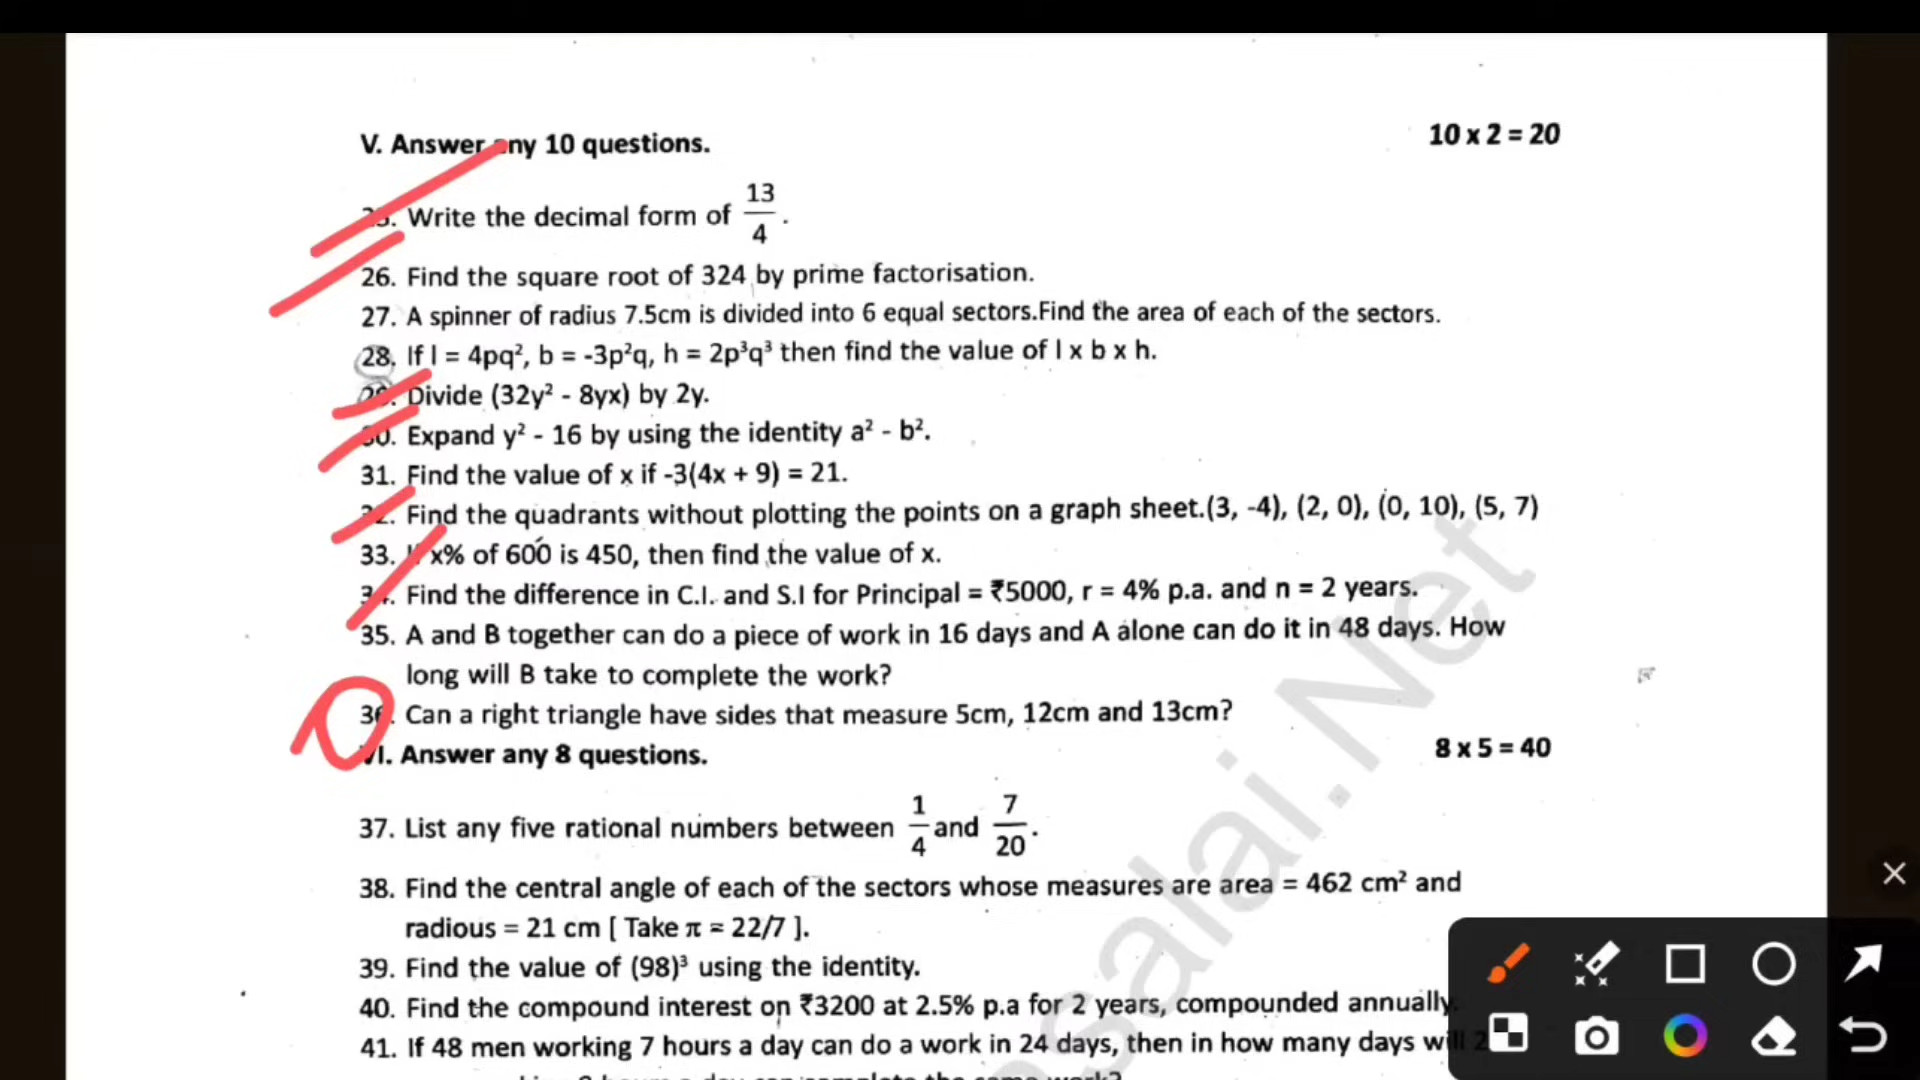 V. Answer any 10 questions.
10 x 2 = 20
25. Write the decimal form of 13/4.
26. Find the square root of 324 by prime factorisation.
27. A spinner of radius 7.5cm is divided into 6 equal sectors.Find the area of each of the sectors.
28. If l = 4pq², b = -3p²q, h = 2p³q³ then find the value of l x b x h.
29. Divide (32y² - 8yx) by 2y.
30. Expand y² - 16 by using the identity a² - b².
31. Find the value of x if -3(4x + 9) = 21.
32. Find the quadrants without plotting the points on a graph sheet.(3, -4), (2, 0), (0, 10), (5, 7)
33. If x% of 600 is 450, then find the value of x.
34. Find the difference in C.I. and S.I for Principal = ₹5000, r = 4% p.a. and n = 2 years.
35. A and B together can do a piece of work in 16 days and A alone can do it in 48 days. How
long will B take to complete the work?
36. Can a right triangle have sides that measure 5cm, 12cm and 13cm?
VI. Answer any 8 questions.
8 x 5 = 40
37. List any five rational numbers between 1/4 and 7/20.
38. Find the central angle of each of the sectors whose measures are area = 462 cm² and
radious = 21 cm [ Take π = 22/7 ].
39. Find the value of (98)³ using the identity.
40. Find the compound interest on ₹3200 at 2.5% p.a for 2 years, compounded annually.
41. If 48 men working 7 hours a day can do a work in 24 days, then in how many days will
salai.Net